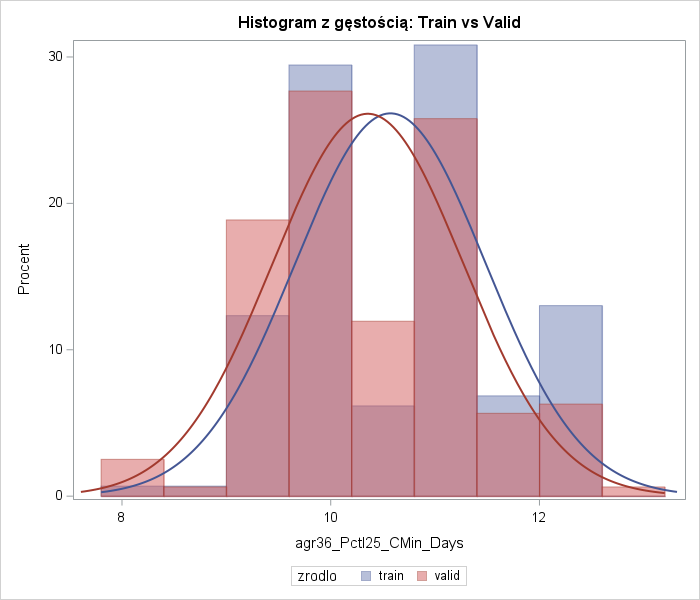 Histogram z gęstością: Train vs Valid
30
20
10
0
Procent
8 10 12
agr36_Pctl25_CMin_Days
zrodlo train valid